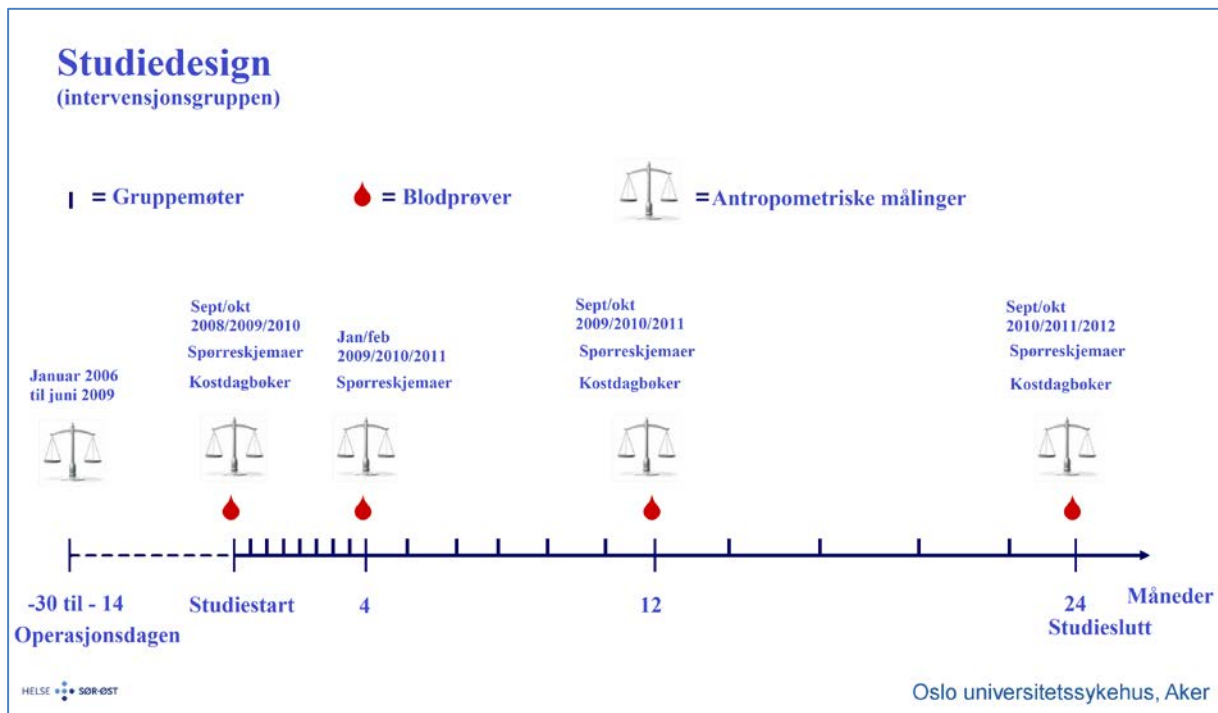 Studiedesign
(intervensjonsgruppen)
= Gruppemøter
= Blodprøver
= Antropometriske målinger
Januar 2006
til juni 2009
Sept/okt
2008/2009/2010
Spørreskjemaer
Kostdagbøker
Jan/feb
2009/2010/2011
Spørreskjemaer
Sept/okt
2009/2010/2011
Spørreskjemaer
Kostdagbøker
Sept/okt
2010/2011/2012
Spørreskjemaer
Kostdagbøker
-30 til - 14
Operasjonsdagen
Studiestart
4
12
24
Studieslutt
Måneder
HELSE SØR-ØST
Oslo universitetssykehus, Aker